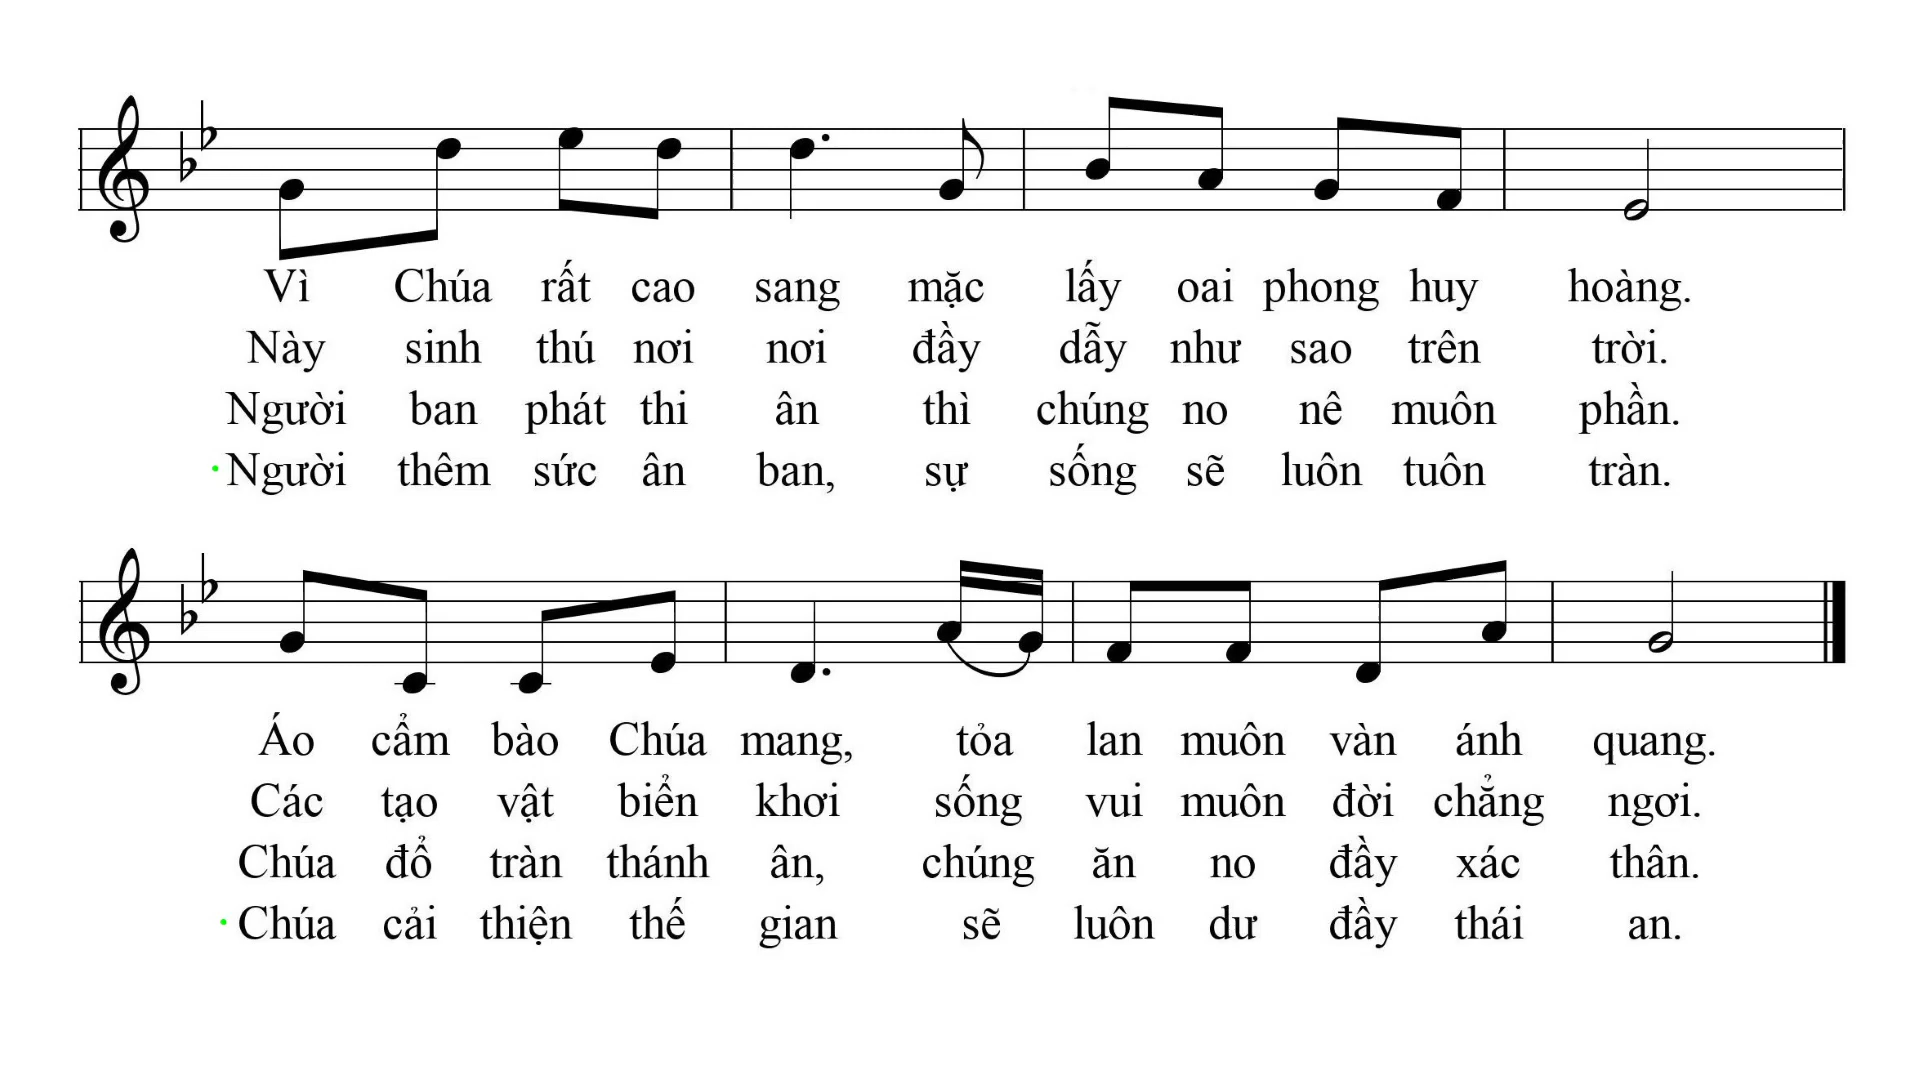 Vì Chúa rất cao sang mặc lấy oai phong huy hoàng.
Này sinh thú nơi nơi đầy dẫy như sao trên trời.
Người ban phát thi ân thì chúng no nê muôn phần.
Người thêm sức ân ban, sự sống sẽ luôn tuôn tràn.
Áo cẩm bào Chúa mang, tỏa lan muôn vàn ánh quang.
Các tạo vật biển khơi sống vui muôn đời chẳng ngơi.
Chúa đổ tràn thánh ân, chúng ăn no đầy xác thân.
Chúa cải thiện thế gian sẽ luôn dư đầy thái an.